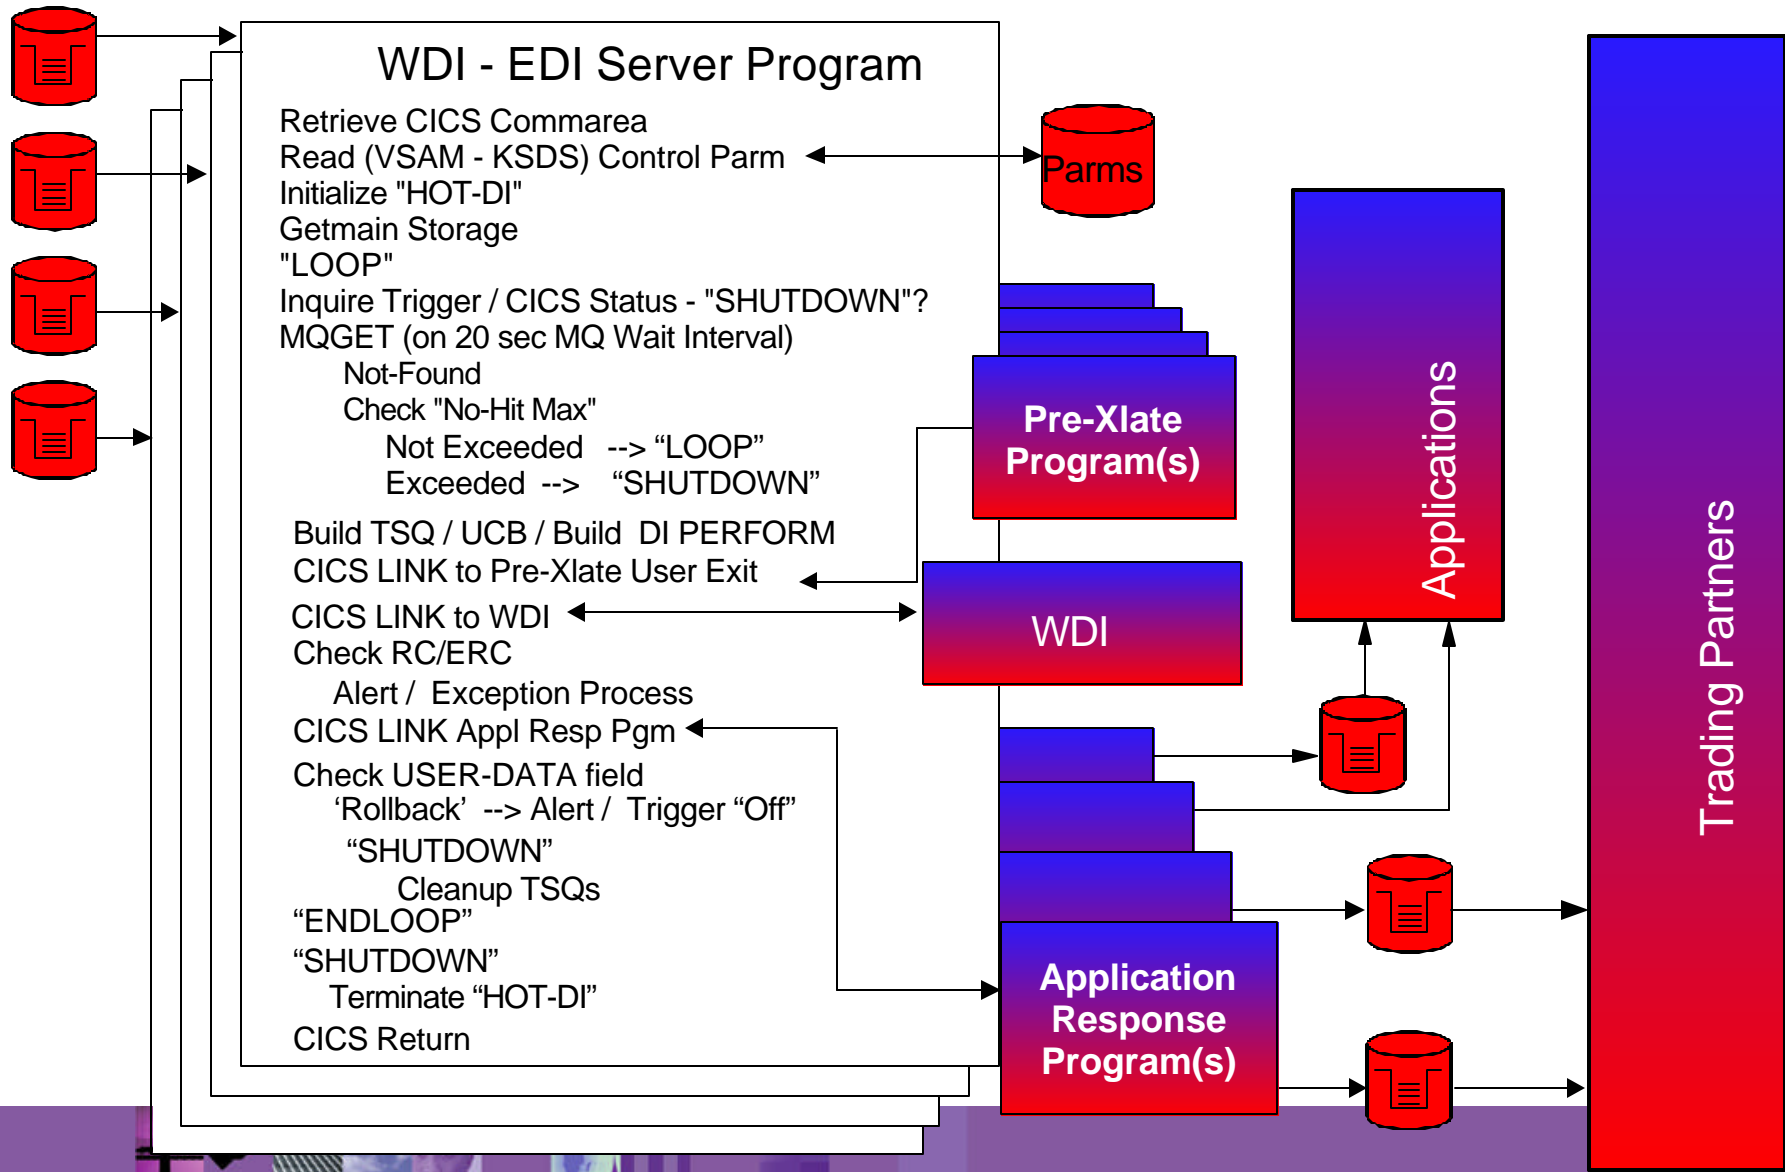 WDI - EDI Server Program
Retrieve CICS Commarea
Read (VSAM - KSDS) Control Parm
Initialize "HOT-DI"
Getmain Storage
"LOOP"
Inquire Trigger / CICS Status - "SHUTDOWN"?
MQGET (on 20 sec MQ Wait Interval)
Not-Found
Check "No-Hit Max"
Not Exceeded --> “LOOP”
Exceeded --> “SHUTDOWN”
Build TSQ / UCB / Build DI PERFORM
CICS LINK to Pre-Xlate User Exit
CICS LINK to WDI
Check RC/ERC
Alert / Exception Process
CICS LINK Appl Resp Pgm
Check USER-DATA field
‘Rollback’ --> Alert / Trigger “Off”
“SHUTDOWN”
Cleanup TSQs
“ENDLOOP”
“SHUTDOWN”
Terminate “HOT-DI”
CICS Return
Parms
Pre-Xlate
Program(s)
WDI
Application
Response
Program(s)
Applications
Trading Partners